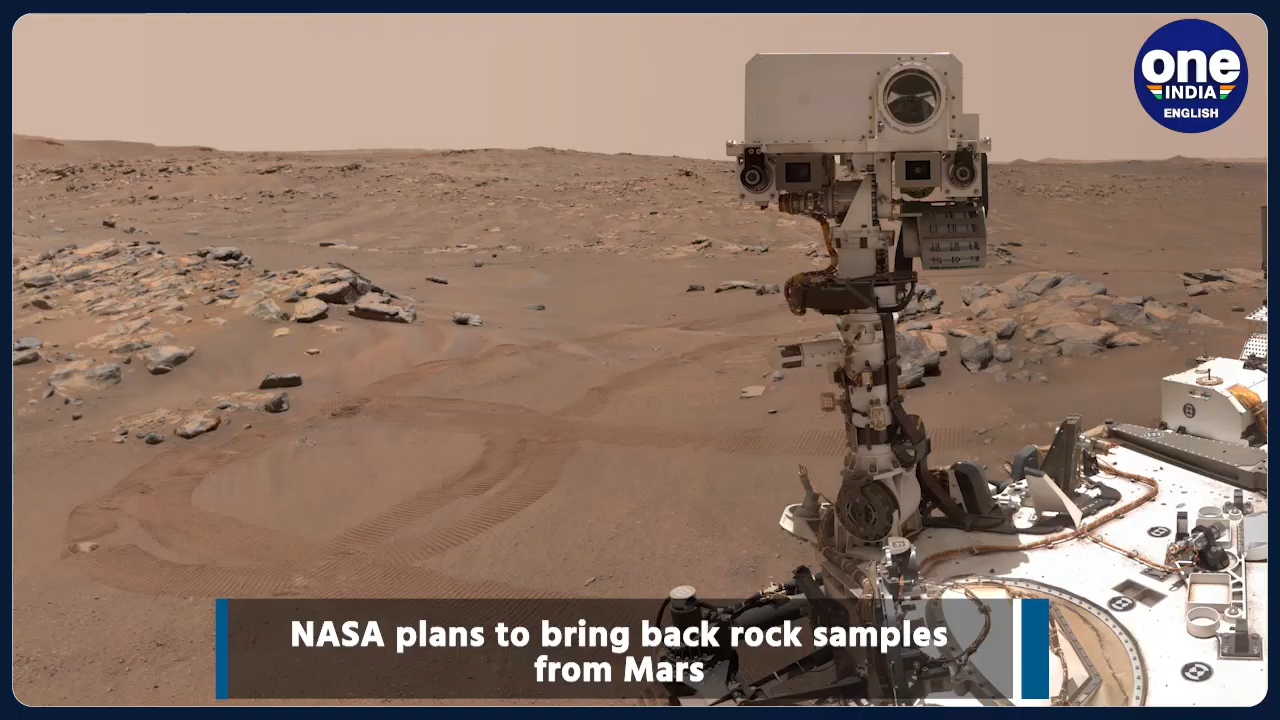 one
INDIA
ENGLISH
NASA plans to bring back rock samples
from Mars